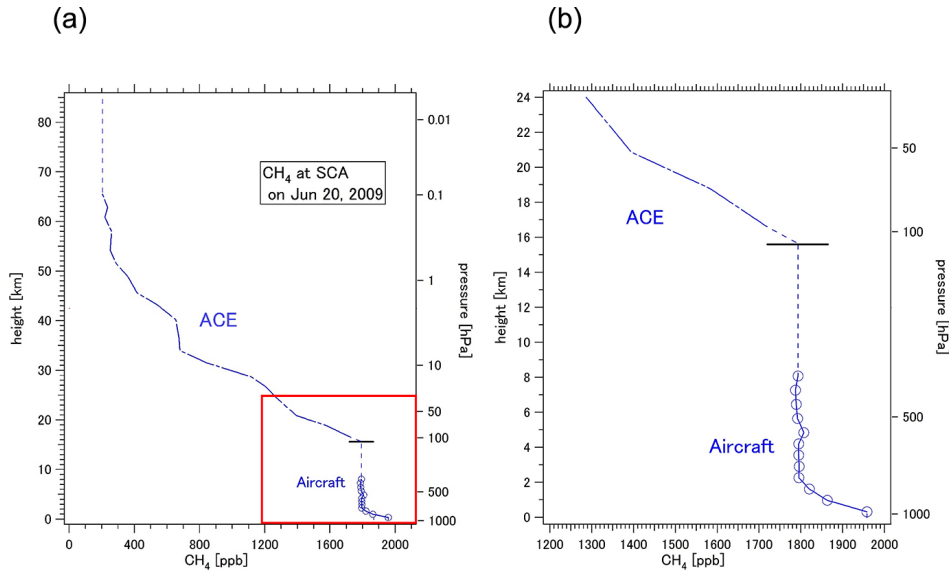 (a)
80
70
60
50
40
30
20
10
0
height [km]
0.01
0.1
1
10
50
100
500
1000
pressure [hPa]
CH4 at SCA
on Jun 20, 2009
ACE
Aircraft
0 400 800 1200 1600 2000
CH4 [ppb]
(b)
24
22
20
18
16
14
12
10
8
6
4
2
0
height [km]
50
100
500
1000
pressure [hPa]
ACE
Aircraft
1200 1300 1400 1500 1600 1700 1800 1900 2000
CH4 [ppb]